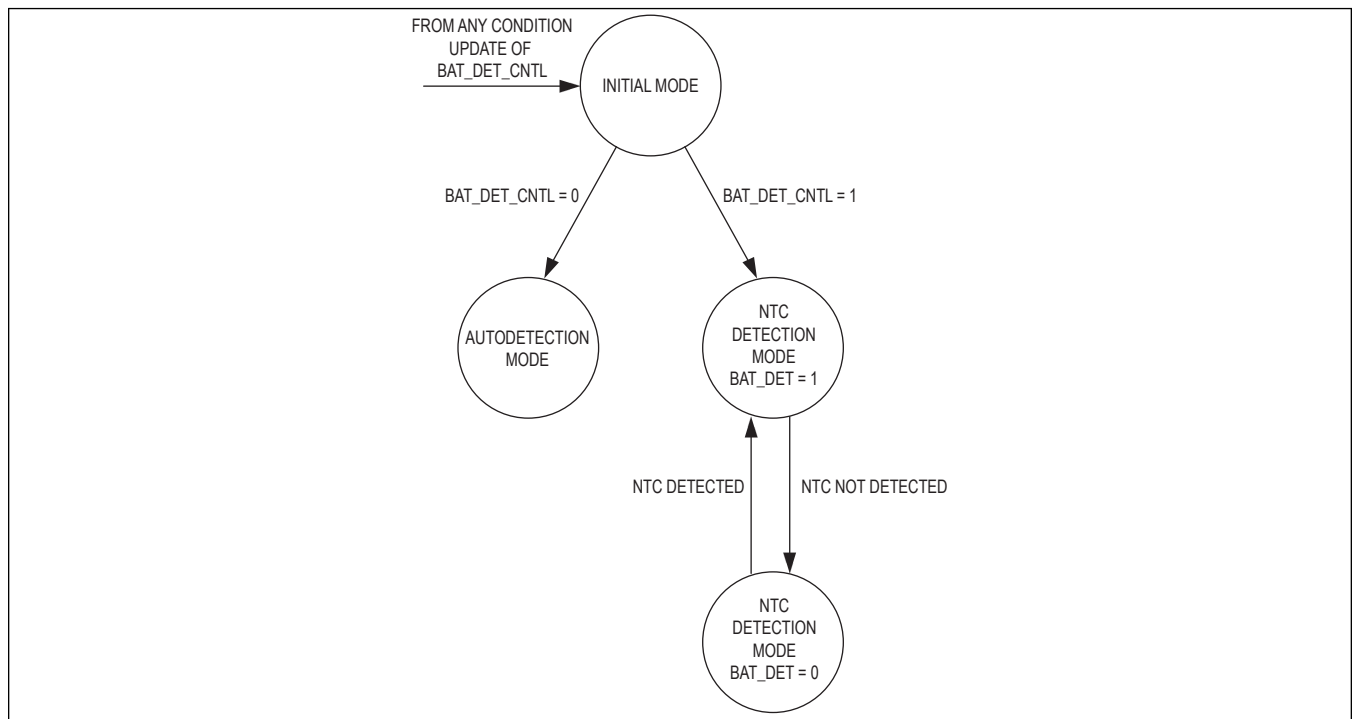 FROM ANY CONDITION
UPDATE OF
BAT_DET_CNTL
INITIAL MODE
BAT_DET_CNTL = 0
BAT_DET_CNTL = 1
AUTODETECTION
MODE
NTC
DETECTION
MODE
BAT_DET = 1
NTC DETECTED
NTC NOT DETECTED
NTC
DETECTION
MODE
BAT_DET = 0